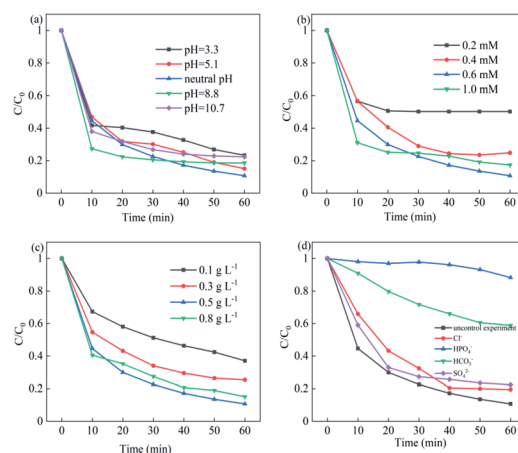 (a)
pH=3.3
pH=5.1
neutral pH
pH=8.8
pH=10.7
C/C₀
1.0
0.8
0.6
0.4
0.2
0
0 10 20 30 40 50 60
Time (min)
(b)
0.2 mM
0.4 mM
0.6 mM
1.0 mM
C/C₀
1.0
0.8
0.6
0.4
0.2
0
0 10 20 30 40 50 60
Time (min)
(c)
0.1 g L⁻¹
0.3 g L⁻¹
0.5 g L⁻¹
0.8 g L⁻¹
C/C₀
1.0
0.8
0.6
0.4
0.2
0
0 10 20 30 40 50 60
Time (min)
(d)
uncontrol experiment
Cl⁻
HPO₄⁻
HCO₃⁻
SO₄²⁻
C/C₀
1.0
0.8
0.6
0.4
0.2
0
0 10 20 30 40 50 60
Time (min)